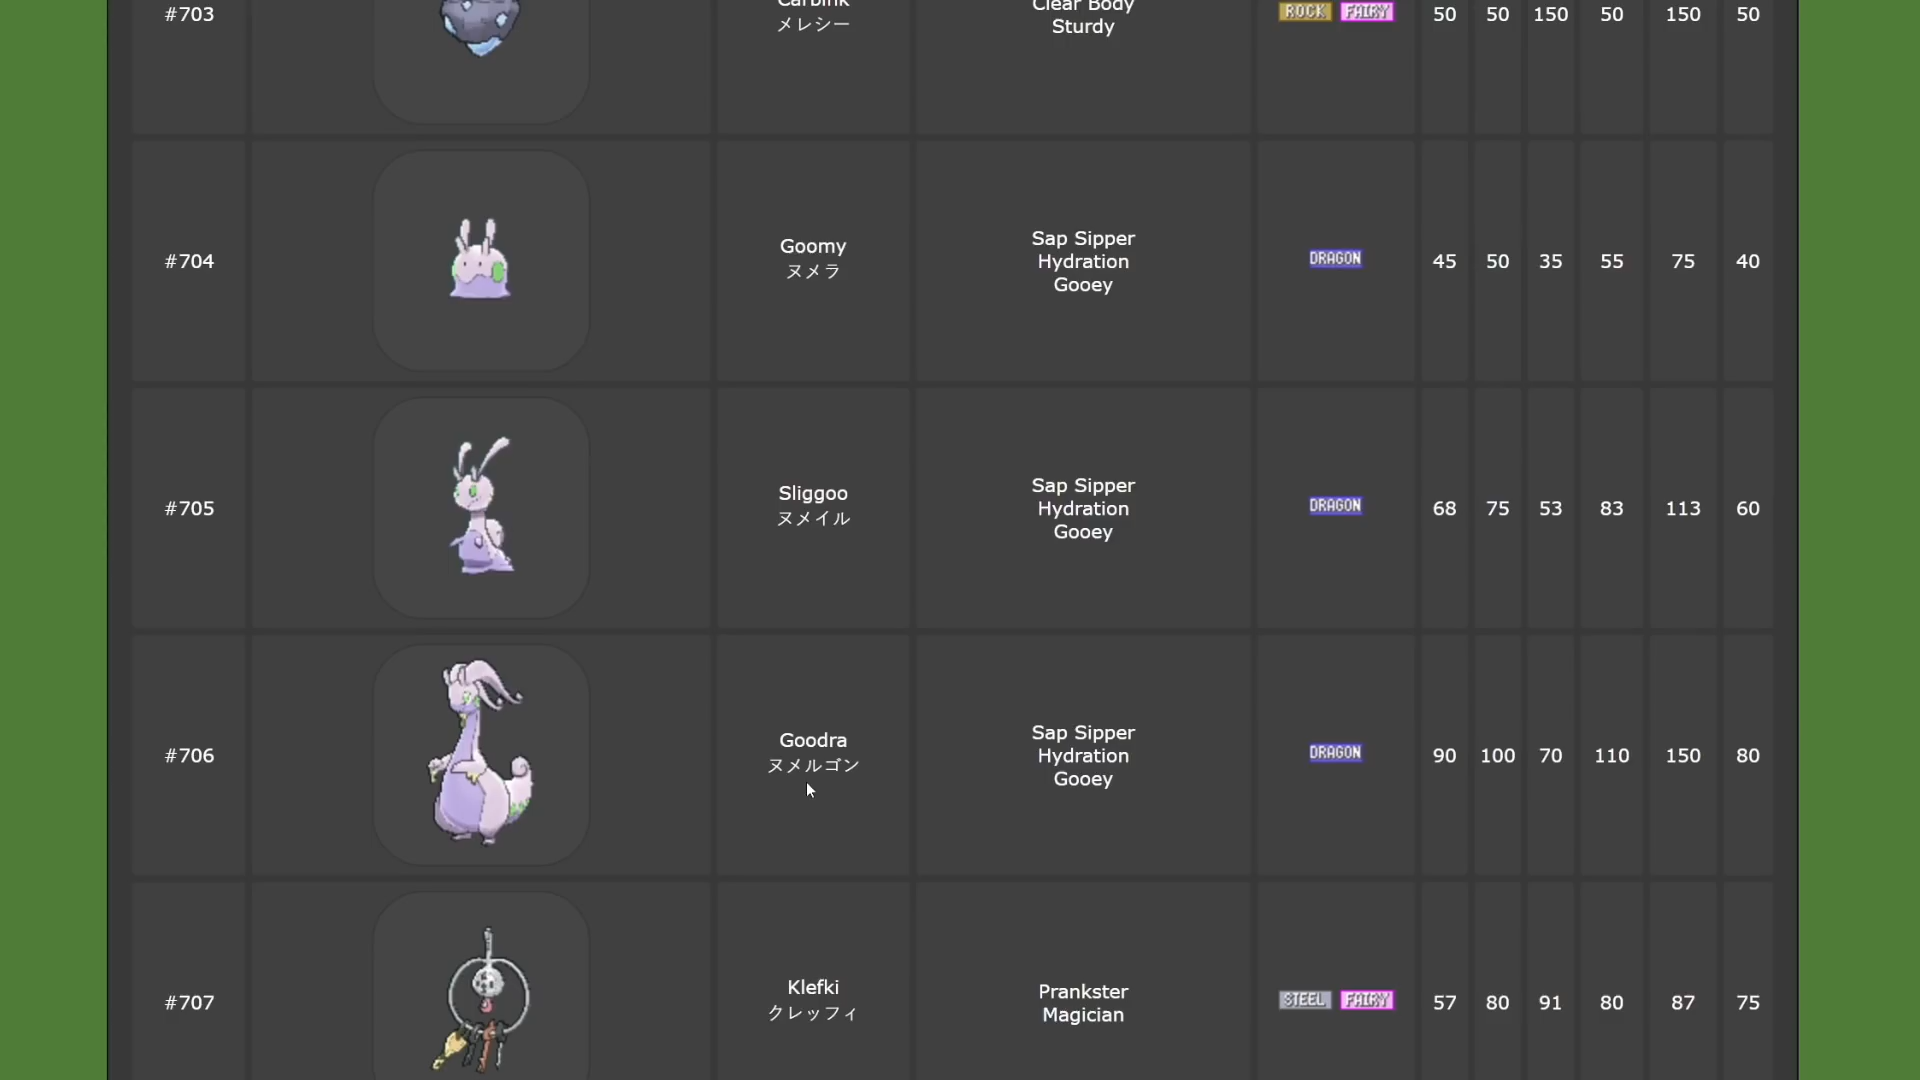 #703
Carbink
メレシー
Clear Body
Sturdy
ROCK FAIRY
50 50 150 50 150 50
#704
Goomy
ヌメラ
Sap Sipper
Hydration
Gooey
DRAGON
45 50 35 55 75 40
#705
Sliggoo
ヌメイル
Sap Sipper
Hydration
Gooey
DRAGON
68 75 53 83 113 60
#706
Goodra
ヌメルゴン
Sap Sipper
Hydration
Gooey
DRAGON
90 100 70 110 150 80
#707
Klefki
クレッフィ
Prankster
Magician
STEEL FAIRY
57 80 91 80 87 75